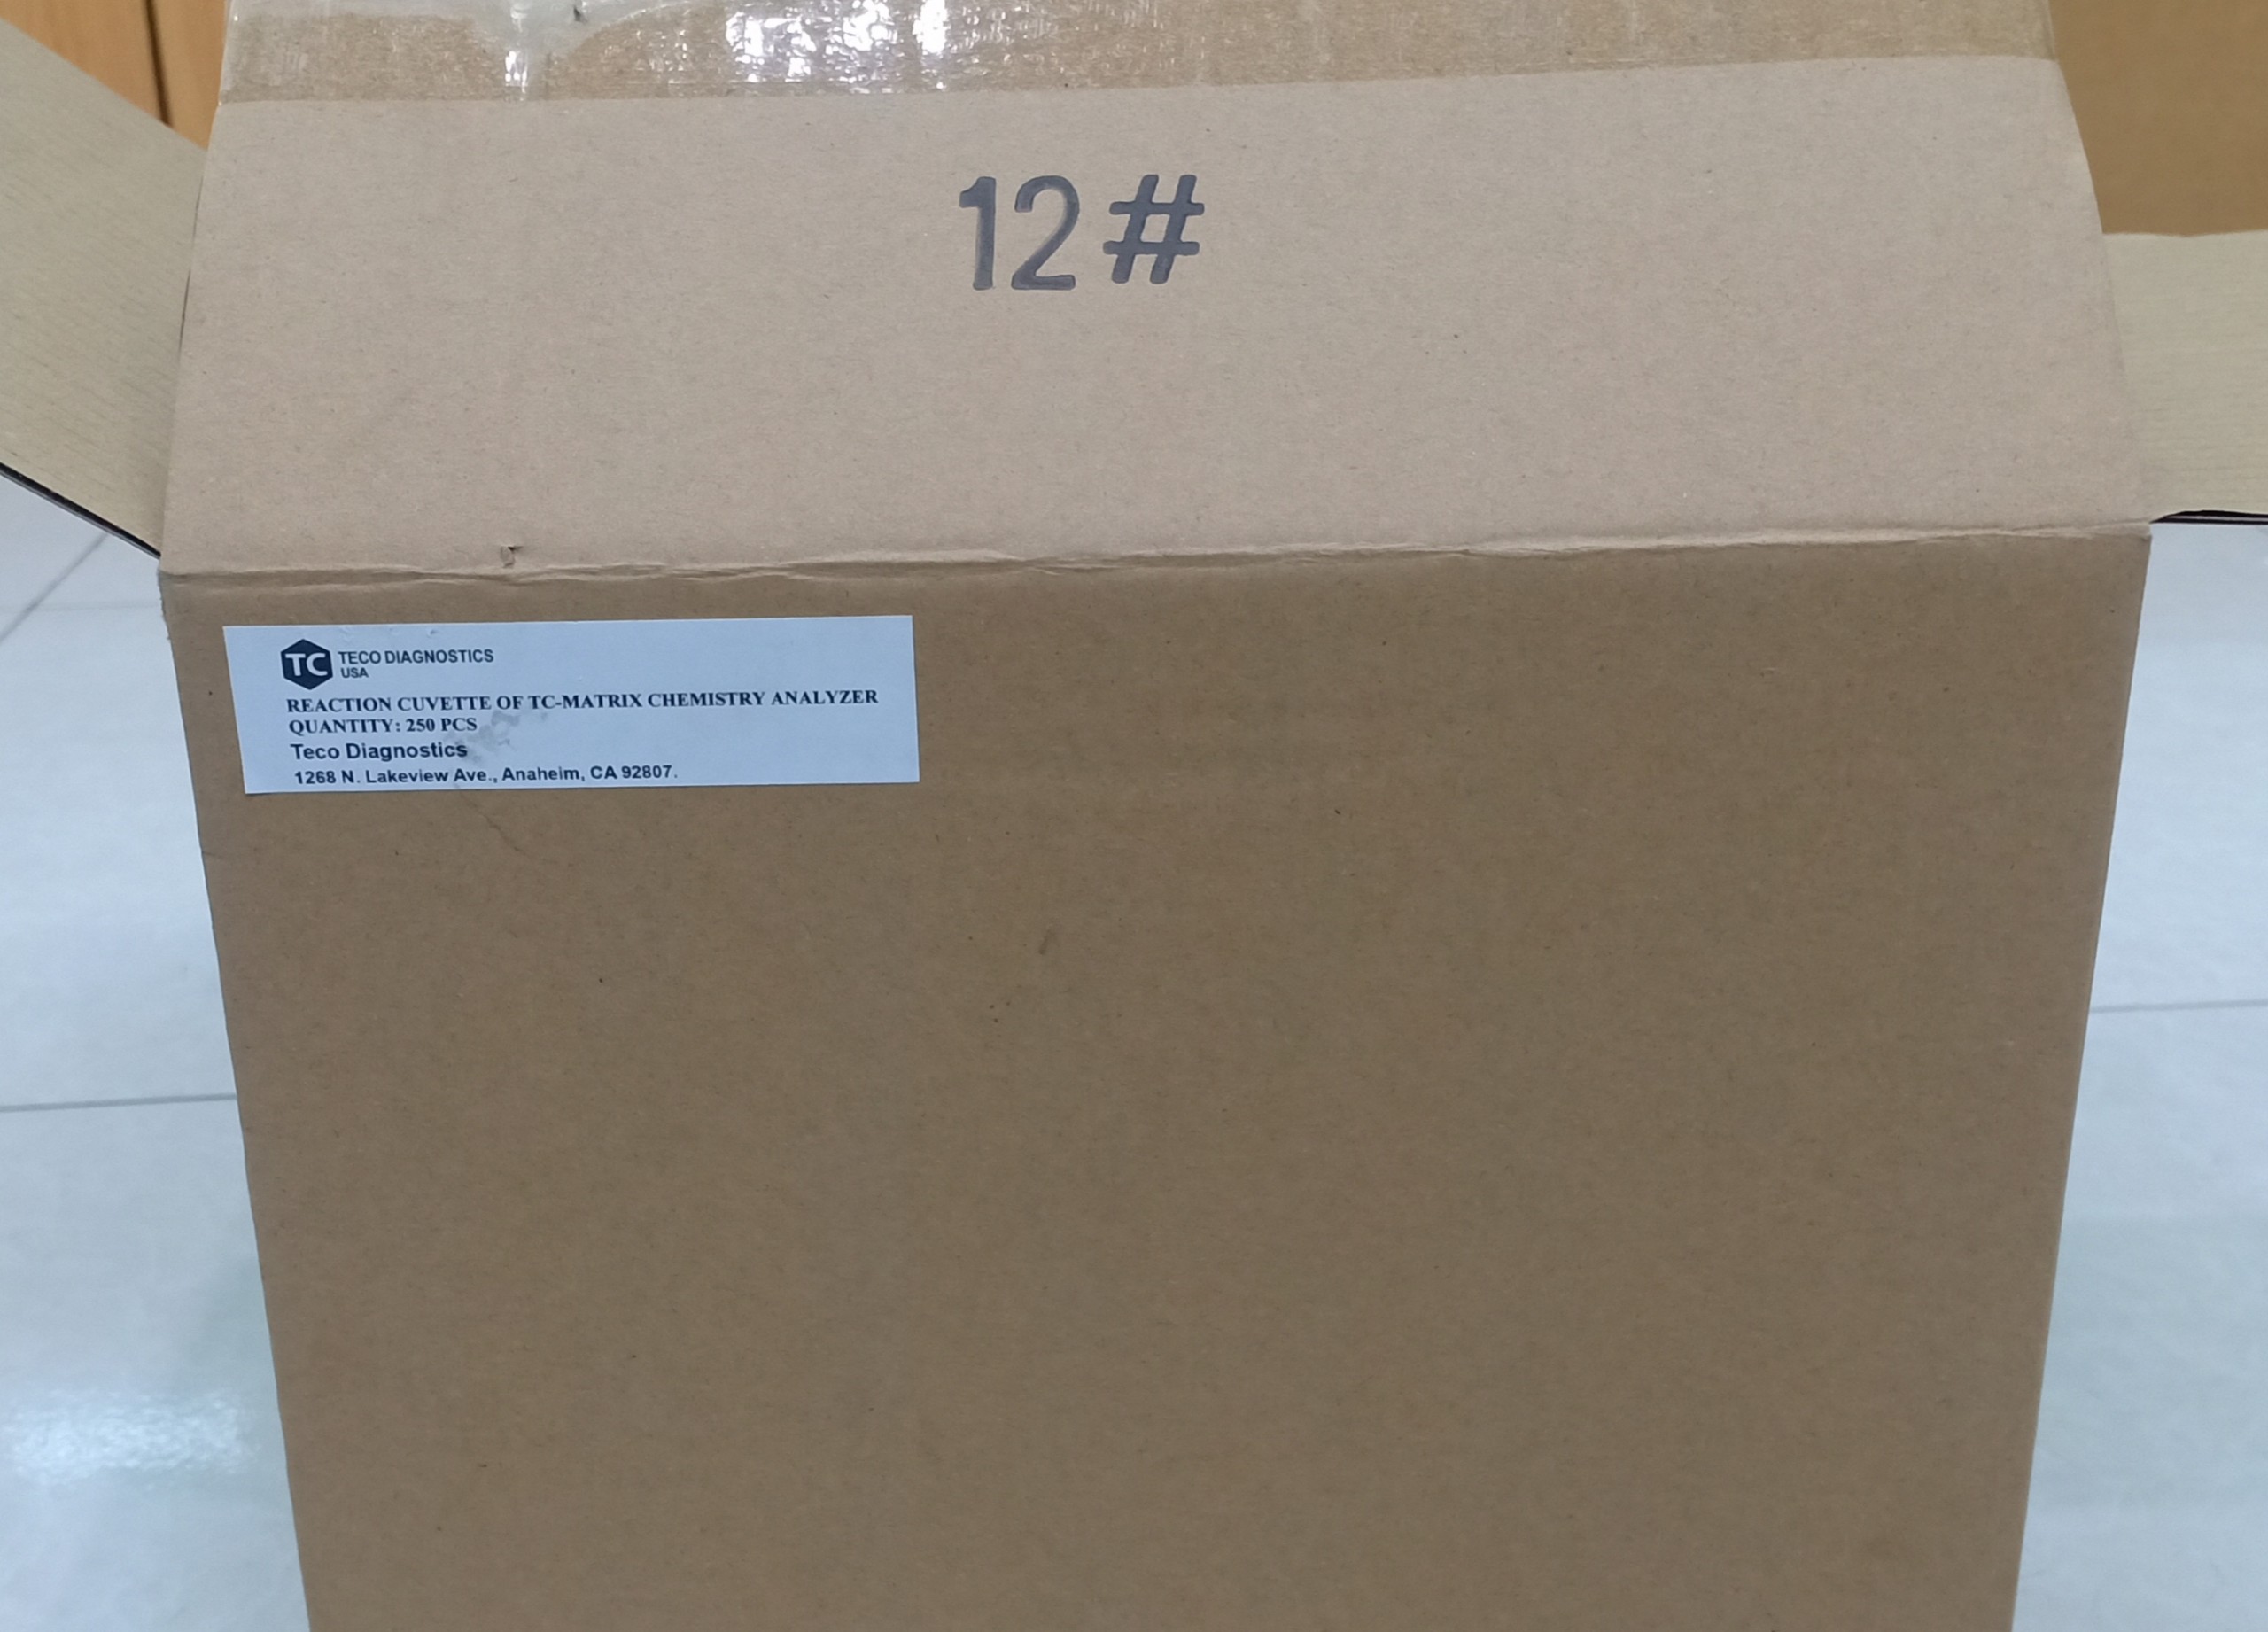 12#
TC TECO DIAGNOSTICS
USA
REACTION CUVETTE OF TC-MATRIX CHEMISTRY ANALYZER
QUANTITY: 250 PCS
Teco Diagnostics
1268 N. Lakeview Ave., Anaheim, CA 92807.